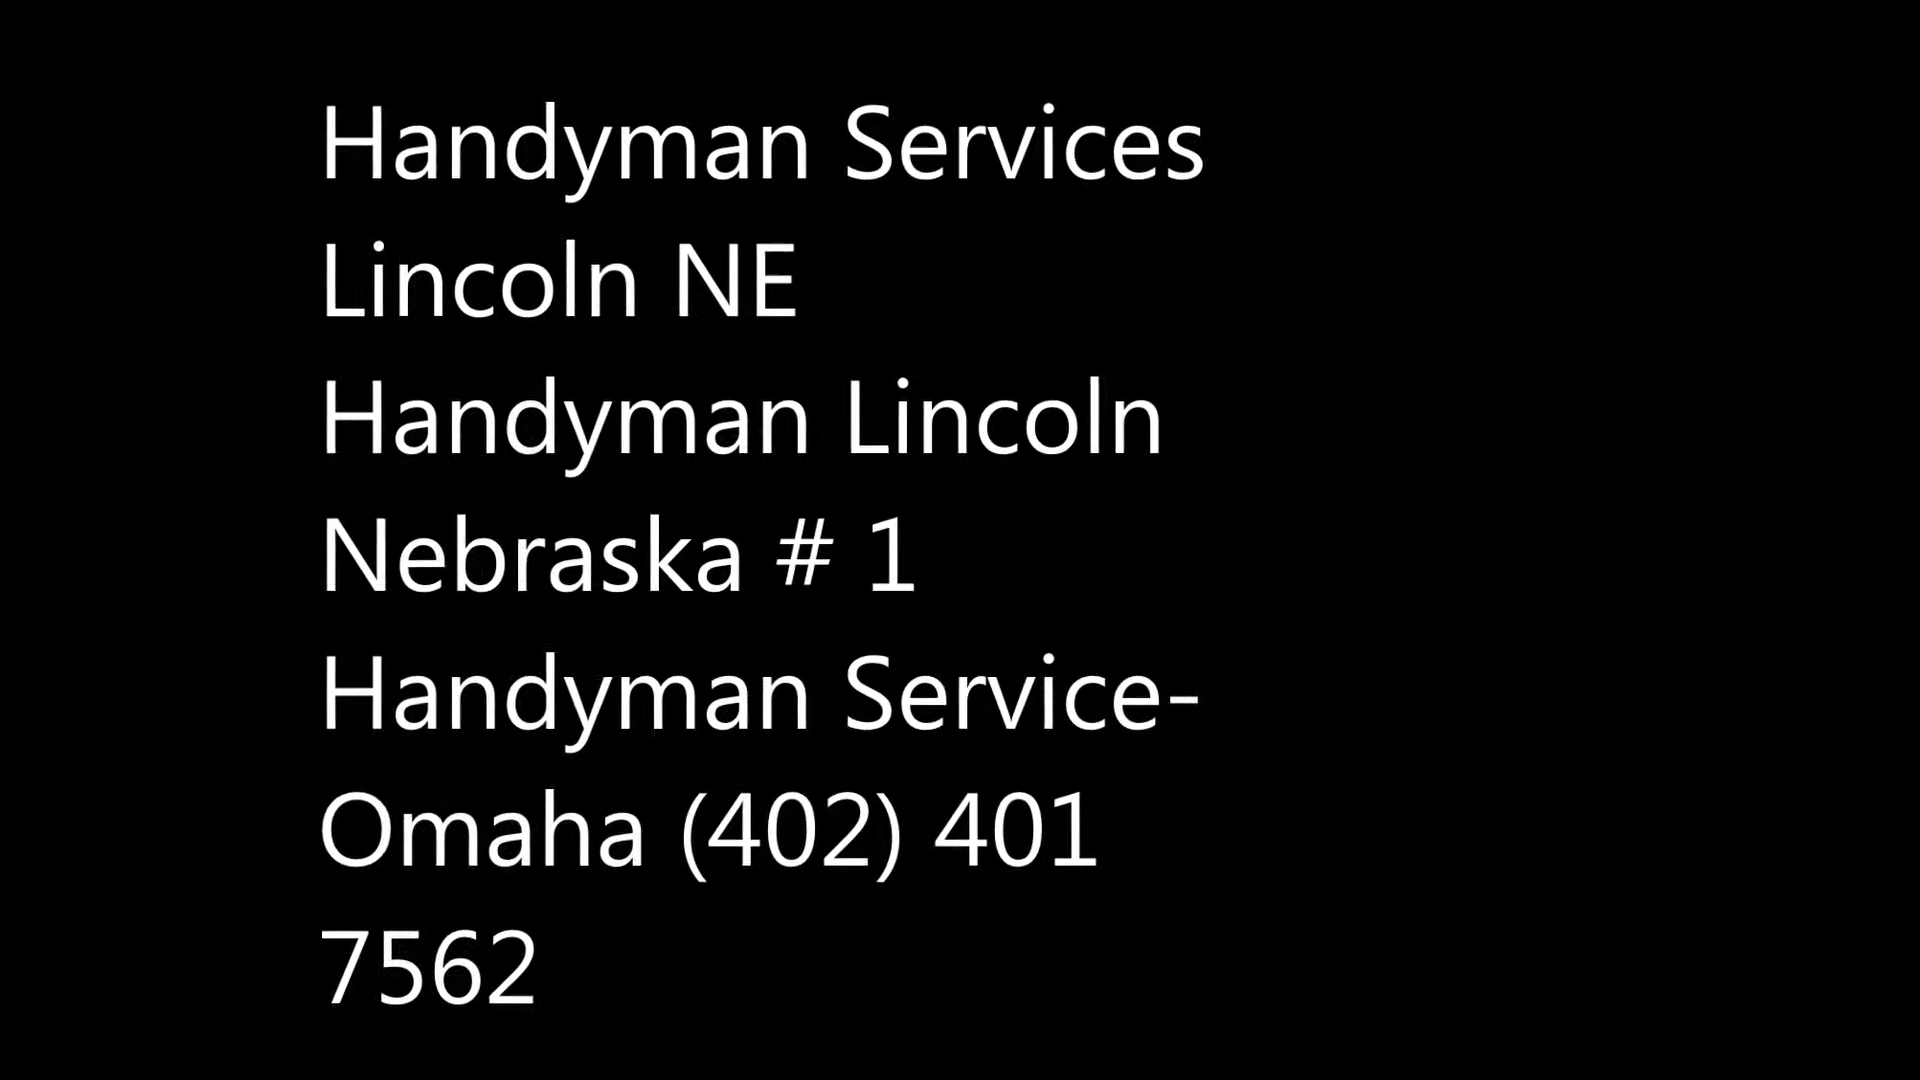 Handyman Services
Lincoln NE
Handyman Lincoln
Nebraska # 1
Handyman Service-
Omaha (402) 401
7562